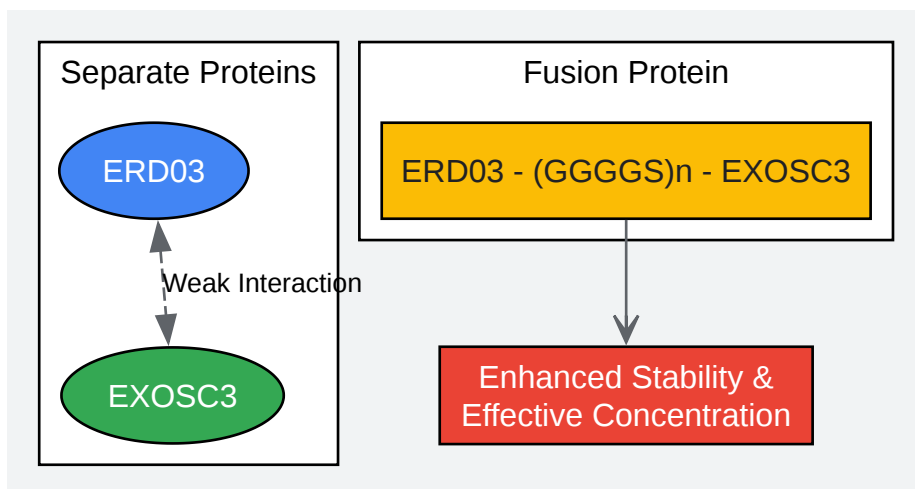 Separate Proteins
ERD03
Weak Interaction
EXOSC3
Fusion Protein
ERD03 - (GGGGS)n - EXOSC3
Enhanced Stability &
Effective Concentration